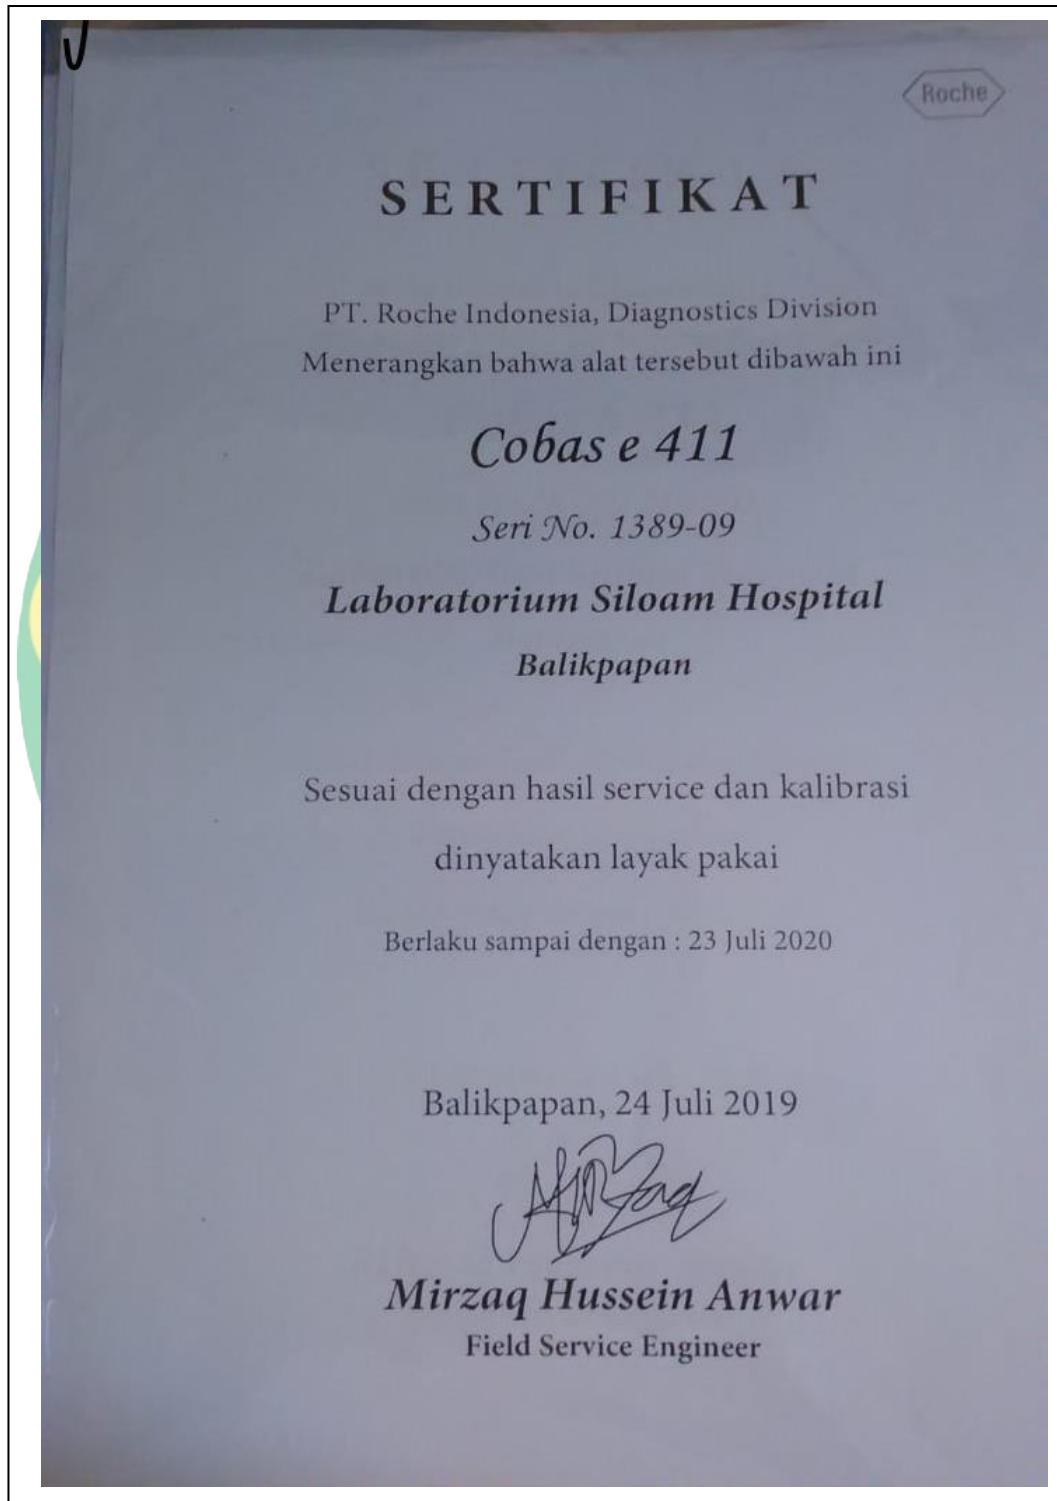 Roche
SERTIFIKAT
PT. Roche Indonesia, Diagnostics Division
Menerangkan bahwa alat tersebut dibawah ini
Cobas e 411
Seri No. 1389-09
Laboratorium Siloam Hospital
Balikpapan
Sesuai dengan hasil service dan kalibrasi
dinyatakan layak pakai
Berlaku sampai dengan : 23 Juli 2020
Balikpapan, 24 Juli 2019
Mirzaq Hussein Anwar
Field Service Engineer